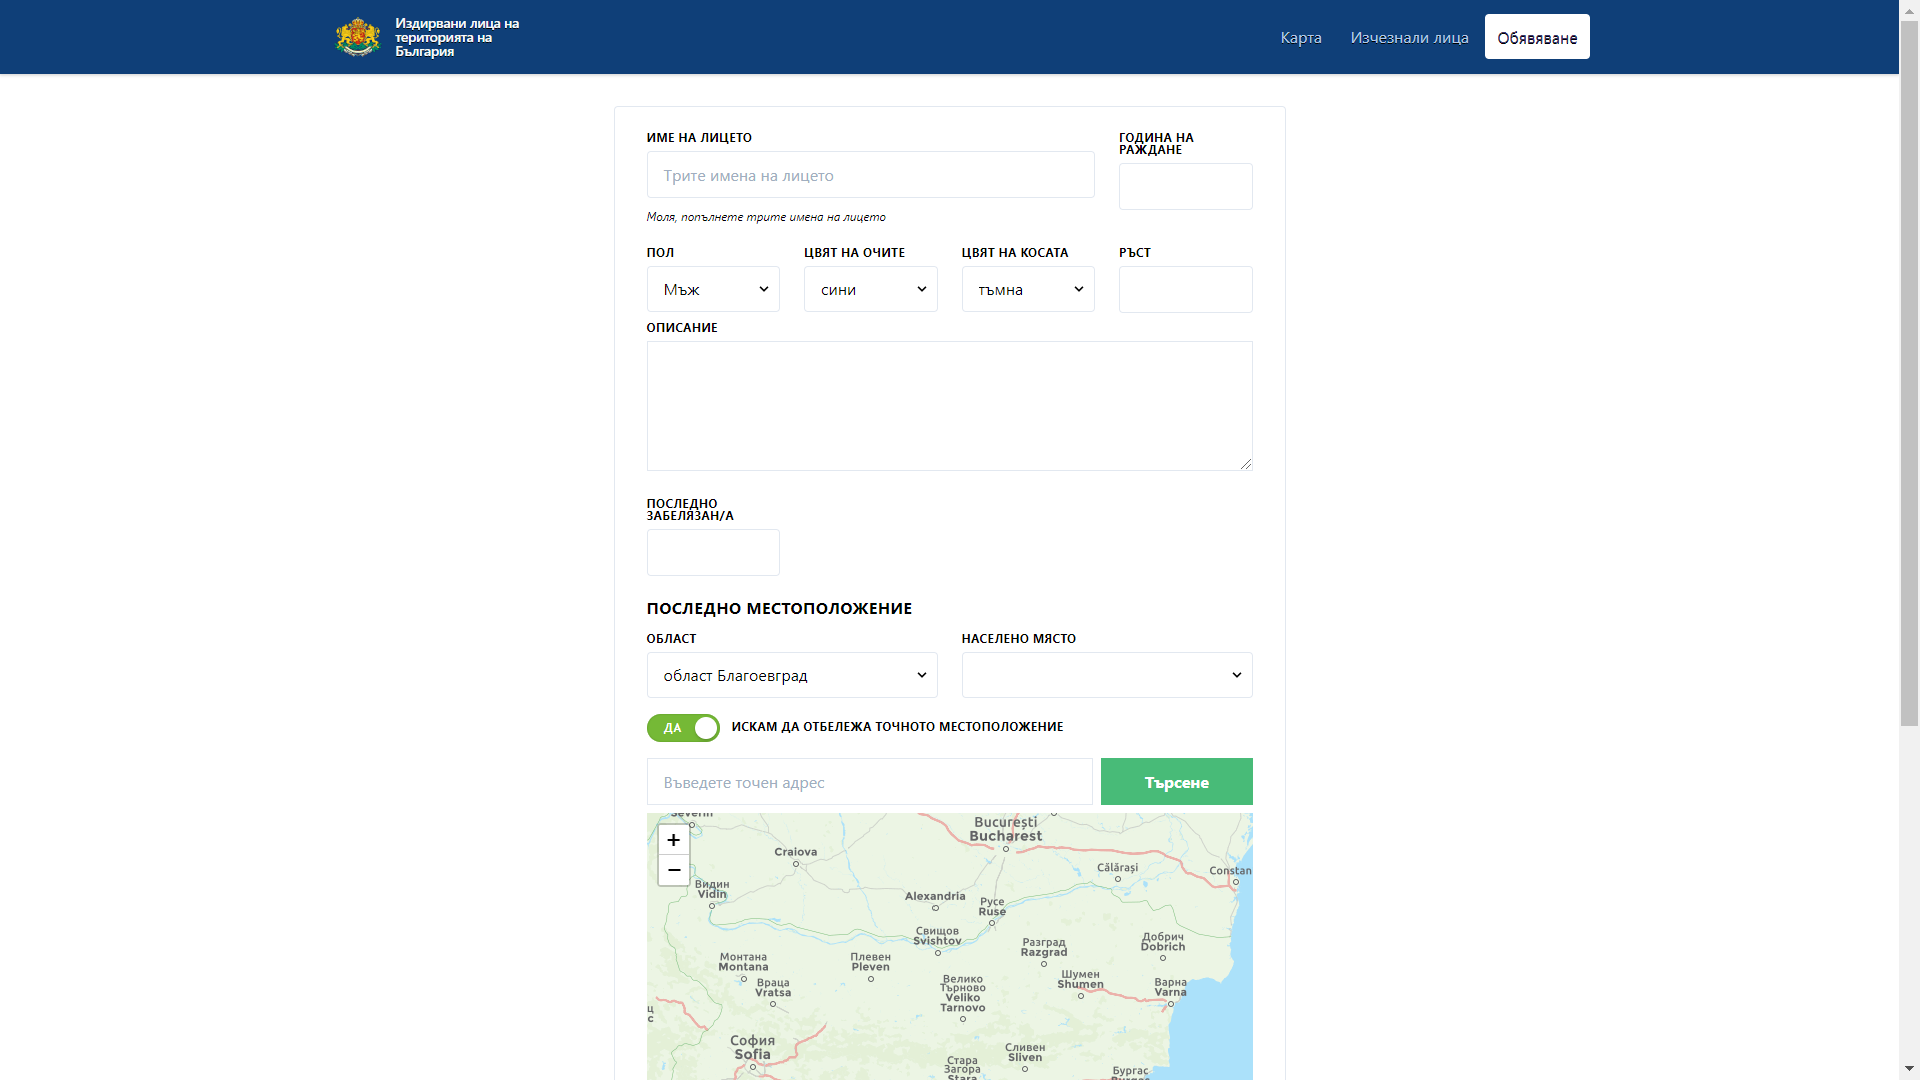 Издирвани лица на
територията на
България
Карта
Изчезнали лица
Обявяване
ИМЕ НА ЛИЦЕТО
Трите имена на лицето
Моля, попълнете трите имена на лицето
ГОДИНА НА
РАЖДАНЕ
ПОЛ
ЦВЯТ НА ОЧИТЕ
ЦВЯТ НА КОСАТА
РЪСТ
Мъж
сини
тъмна
ОПИСАНИЕ
ПОСЛЕДНО
ЗАБЕЛЯЗАН/А
ПОСЛЕДНО МЕСТОПОЛОЖЕНИЕ
ОБЛАСТ
НАСЕЛЕНО МЯСТО
област Благоевград
ДА
ИСКАМ ДА ОТБЕЛЕЖА ТОЧНОТО МЕСТОПОЛОЖЕНИЕ
Въведете точен адрес
Търсене
+
−
Severin
București
Bucharest
Craiova
Călărași
Constan
Видин
Vidin
Alexandria
Русе
Ruse
Свищов
Svishtov
Разград
Razgrad
Добрич
Dobrich
Монтана
Montana
Плевен
Pleven
Враца
Vratsa
Велико
Търново
Veliko
Tarnovo
Шумен
Shumen
Варна
Varna
София
Sofia
Сливен
Sliven
Стара
Загора
Stara
Бургас
Burgas